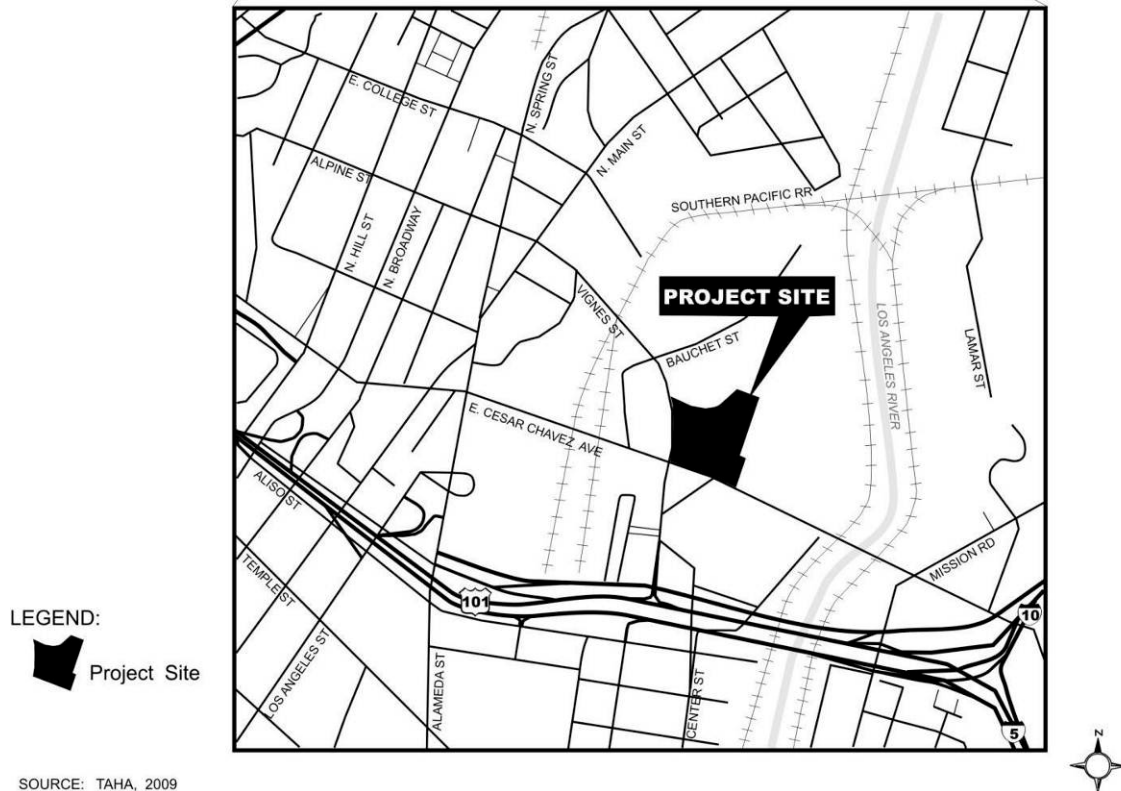 E. COLLEGE ST
N. SPRING ST
N. MAIN ST
ALPINE ST
SOUTHERN PACIFIC RR
N. HILL ST
N. BROADWAY
PROJECT SITE
VIGNES ST
LOS ANGELES RIVER
BAUCHET ST
LAMAR ST
E. CESAR CHAVEZ AVE
ALISO ST
TEMPLE ST
MISSION RD
101
10
LOS ANGELES ST
ALAMEDA ST
CENTER ST
5
LEGEND:
Project Site
N
SOURCE: TAHA, 2009